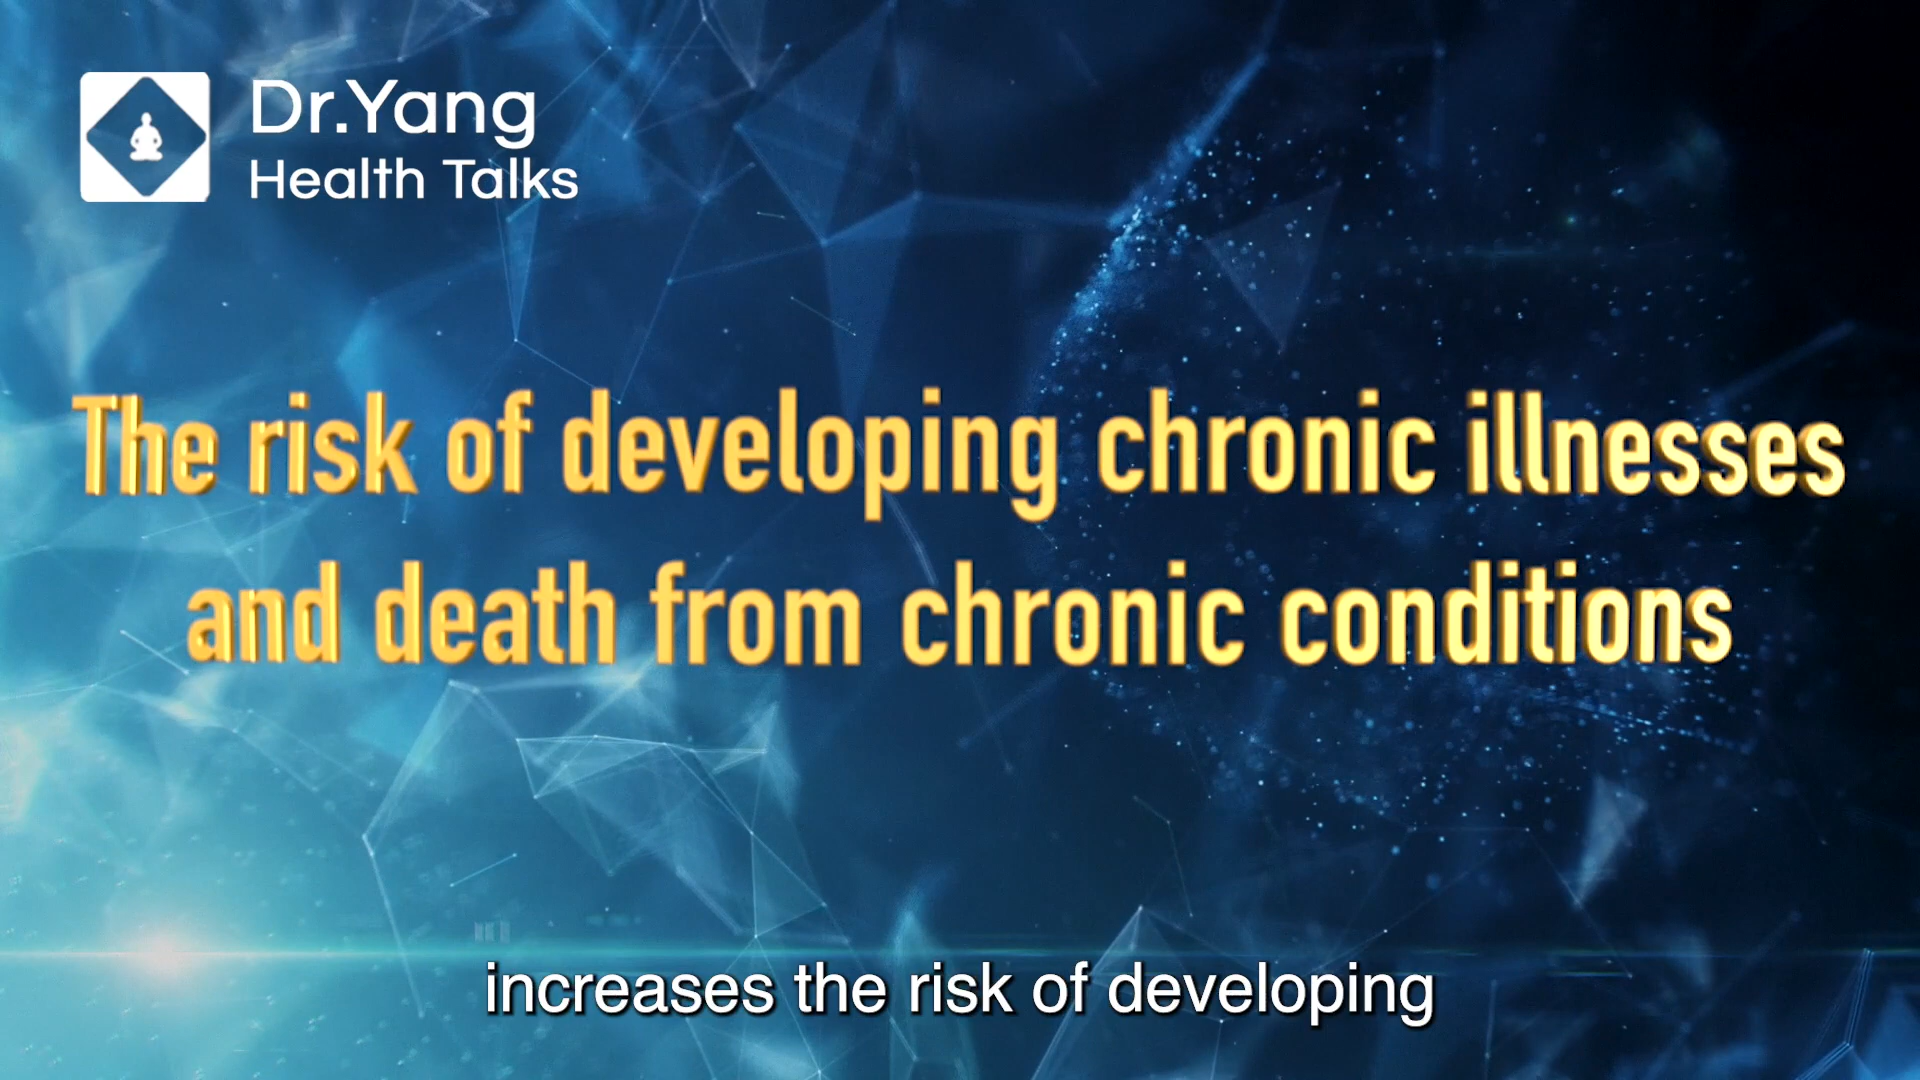 Dr.Yang
Health Talks
The risk of developing chronic illnesses
and death from chronic conditions
increases the risk of developing